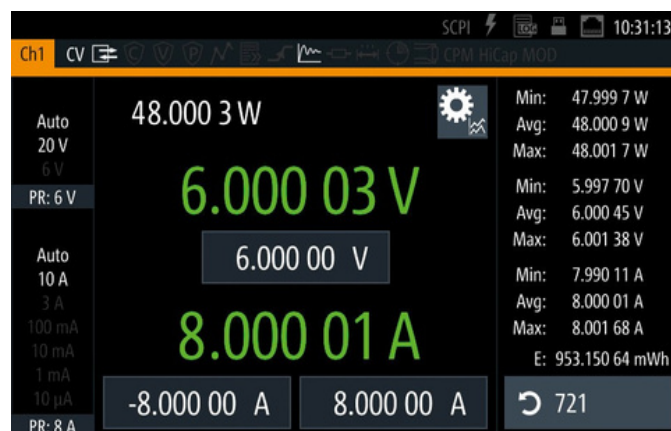 SCPI LOG 10:31:13
Ch1 CV CPM HiCap MOD
Auto
20 V
6 V
PR: 6 V
Auto
10 A
3 A
100 mA
10 mA
1 mA
10 µA
PR: 8 A
48.000 3 W
6.000 03 V
6.000 00 V
8.000 01 A
-8.000 00 A
8.000 00 A
Min: 47.999 7 W
Avg: 48.000 9 W
Max: 48.001 7 W
Min: 5.997 70 V
Avg: 6.000 45 V
Max: 6.001 38 V
Min: 7.990 11 A
Avg: 8.000 01 A
Max: 8.001 68 A
E: 953.150 64 mWh
721